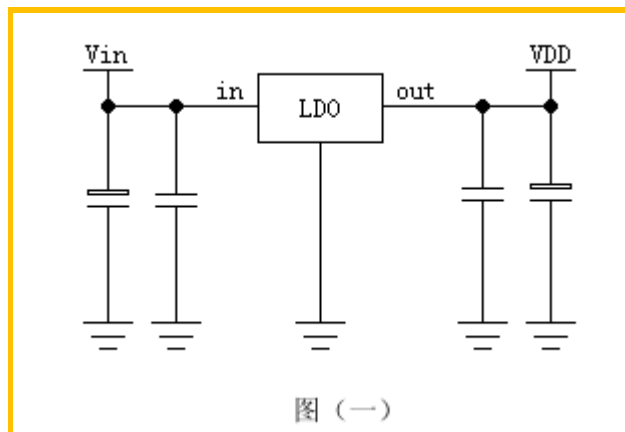 Vin
VDD
in
LDO
out
图 (一)